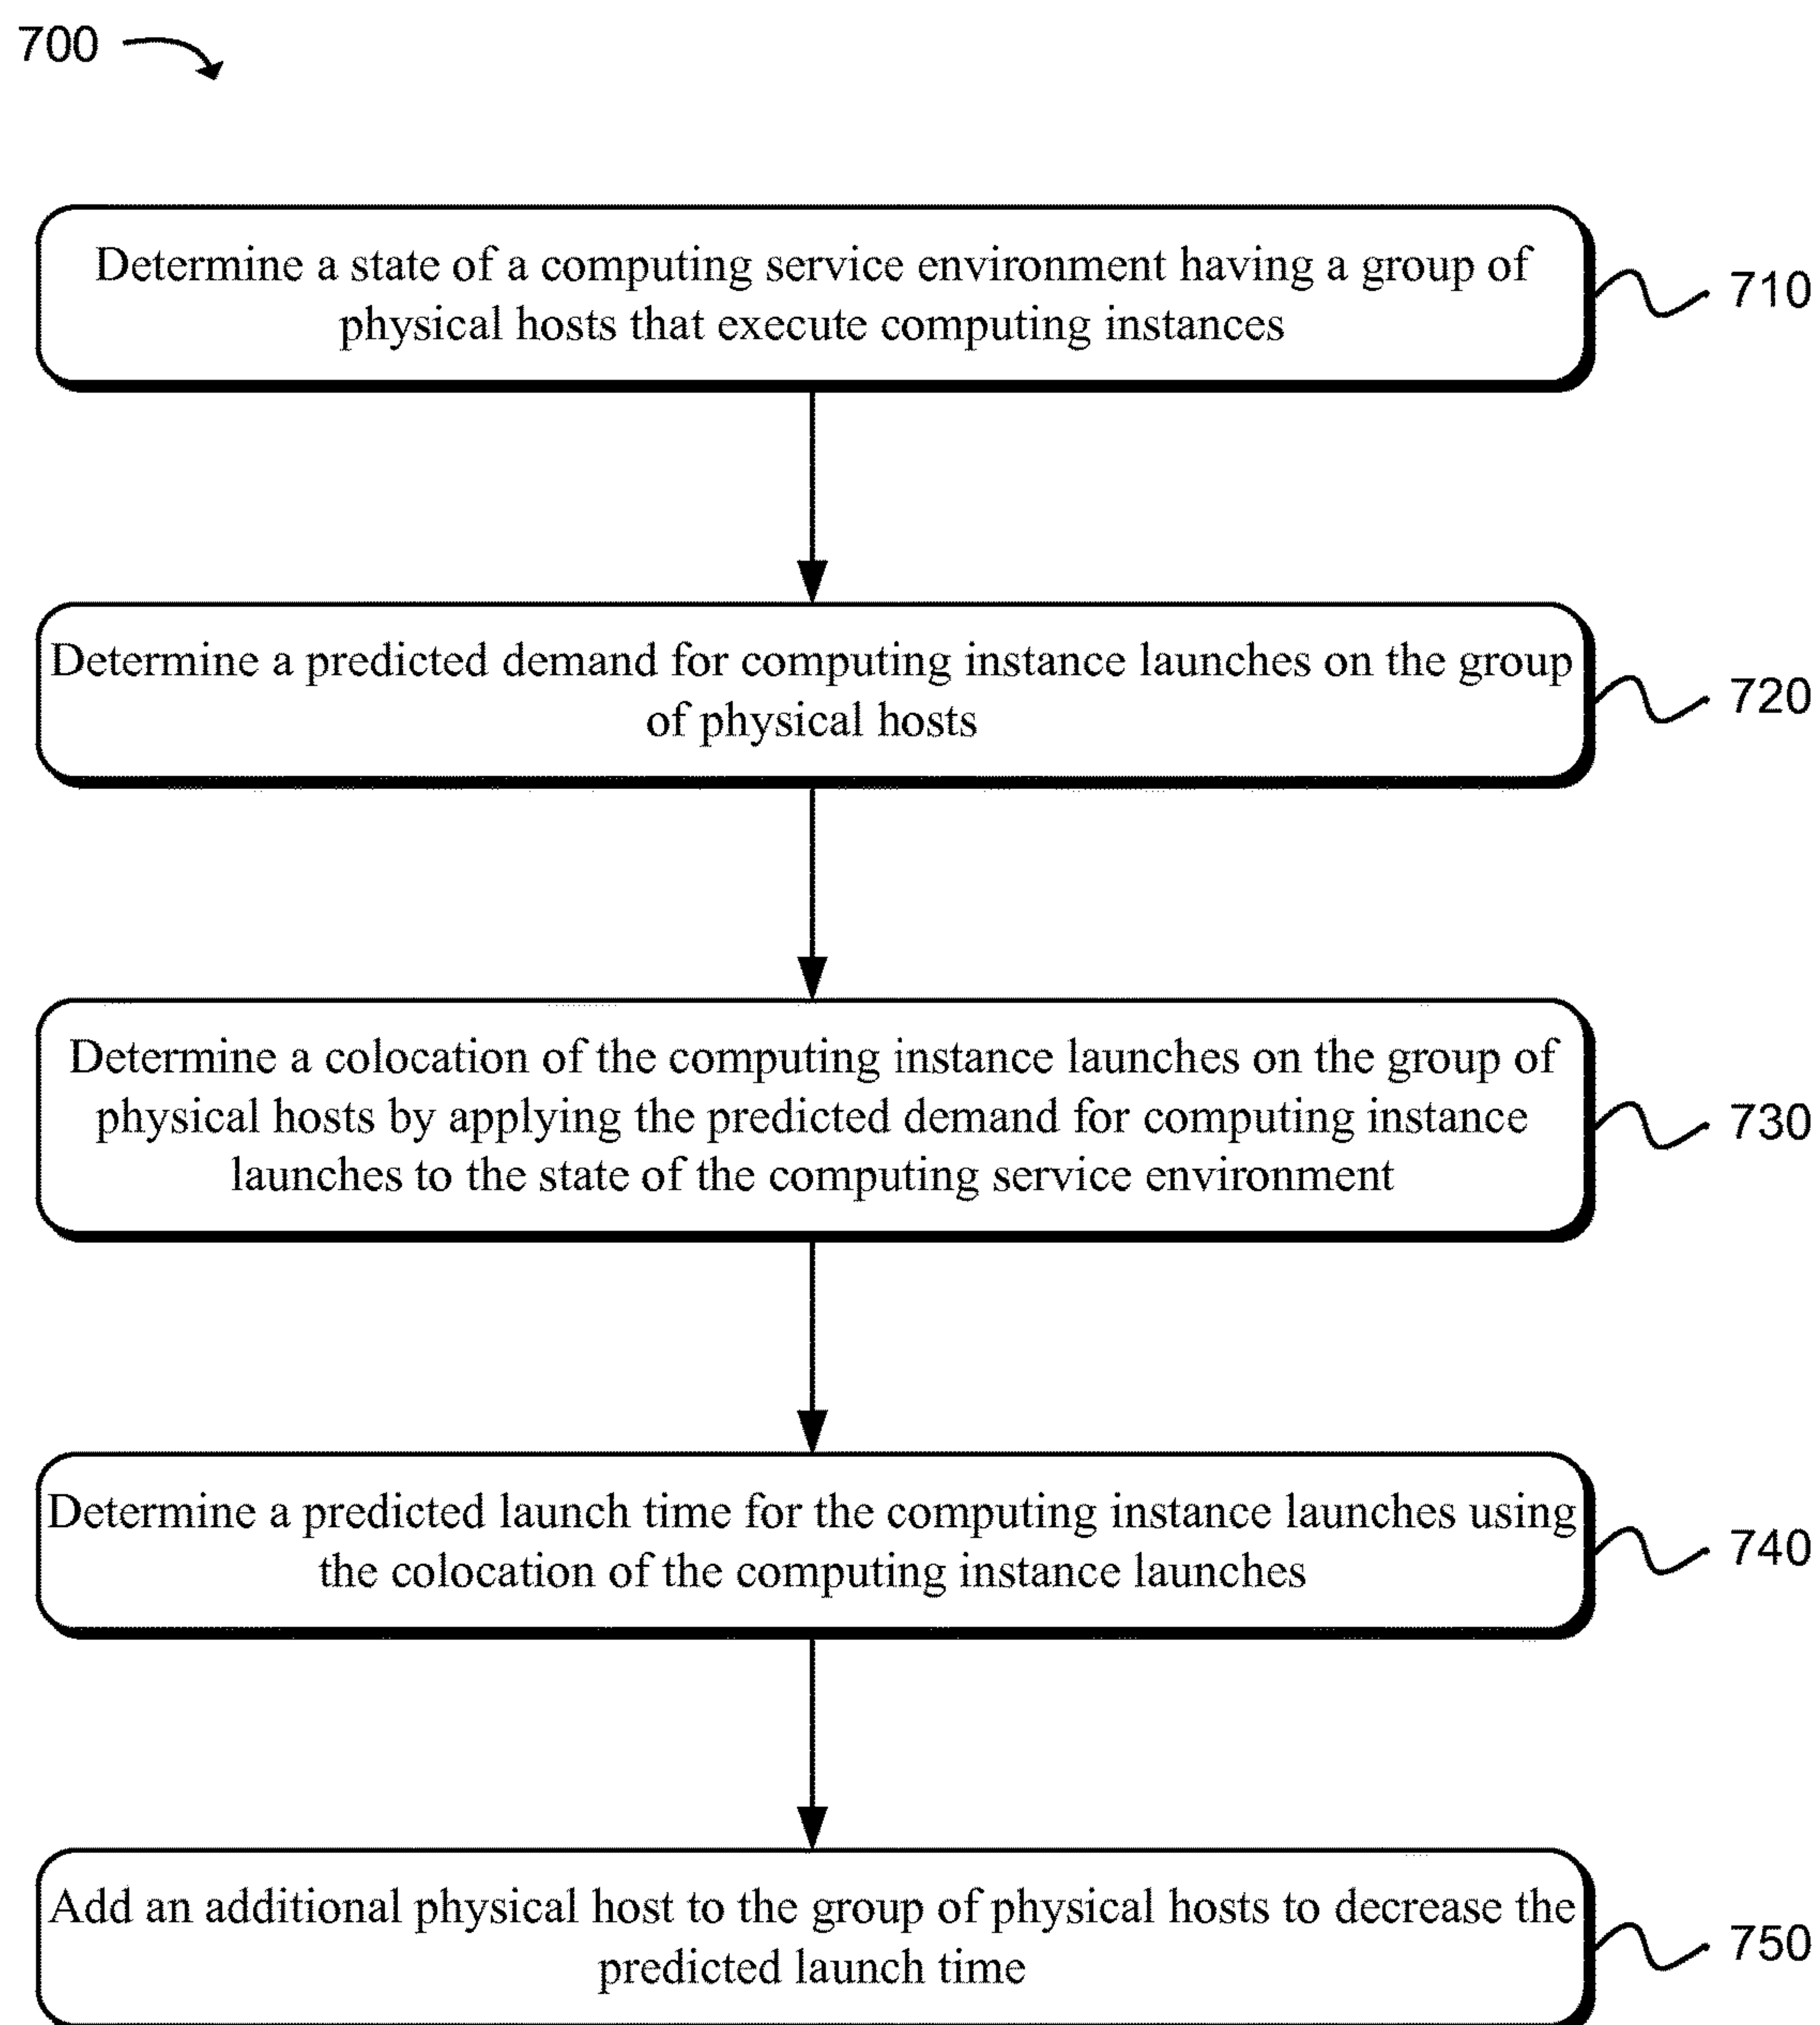 700
Determine a state of a computing service environment having a group of
physical hosts that execute computing instances
710
Determine a predicted demand for computing instance launches on the group
of physical hosts
720
Determine a colocation of the computing instance launches on the group of
physical hosts by applying the predicted demand for computing instance
launches to the state of the computing service environment
730
Determine a predicted launch time for the computing instance launches using
the colocation of the computing instance launches
740
Add an additional physical host to the group of physical hosts to decrease the
predicted launch time
750